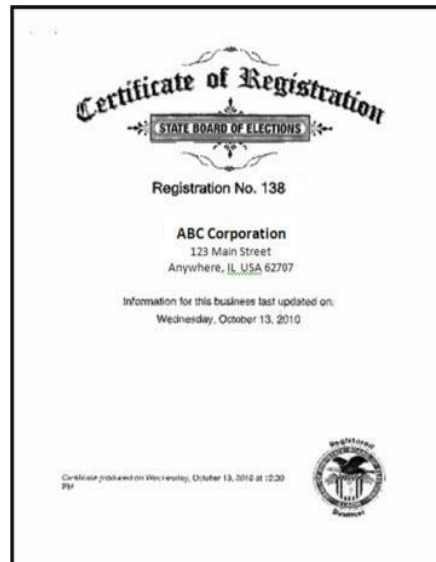 Certificate of Registration
STATE BOARD OF ELECTIONS
Registration No. 138
ABC Corporation
123 Main Street
Anywhere, IL USA 62707
Information for this business last updated on:
Wednesday, October 13, 2010
Registered
Certificate produced on Wednesday, October 13, 2010 at 12:30
PM
Business